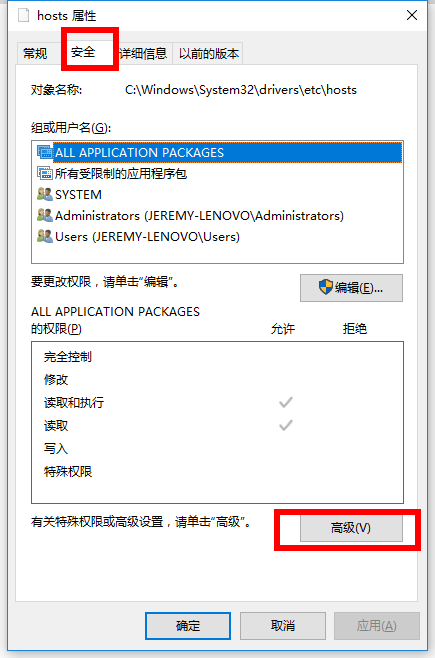 hosts 属性
常规
安全
详细信息
以前的版本
对象名称: C:\Windows\System32\drivers\etc\hosts
组或用户名(G):
ALL APPLICATION PACKAGES
所有受限制的应用程序包
SYSTEM
Administrators (JEREMY-LENOVO\Administrators)
Users (JEREMY-LENOVO\Users)
要更改权限，请单击“编辑”。
编辑(E)...
ALL APPLICATION PACKAGES
的权限(P) 允许 拒绝
完全控制
修改
读取和执行
读取
写入
特殊权限
有关特殊权限或高级设置，请单击“高级”。
高级(V)
确定
取消
应用(A)